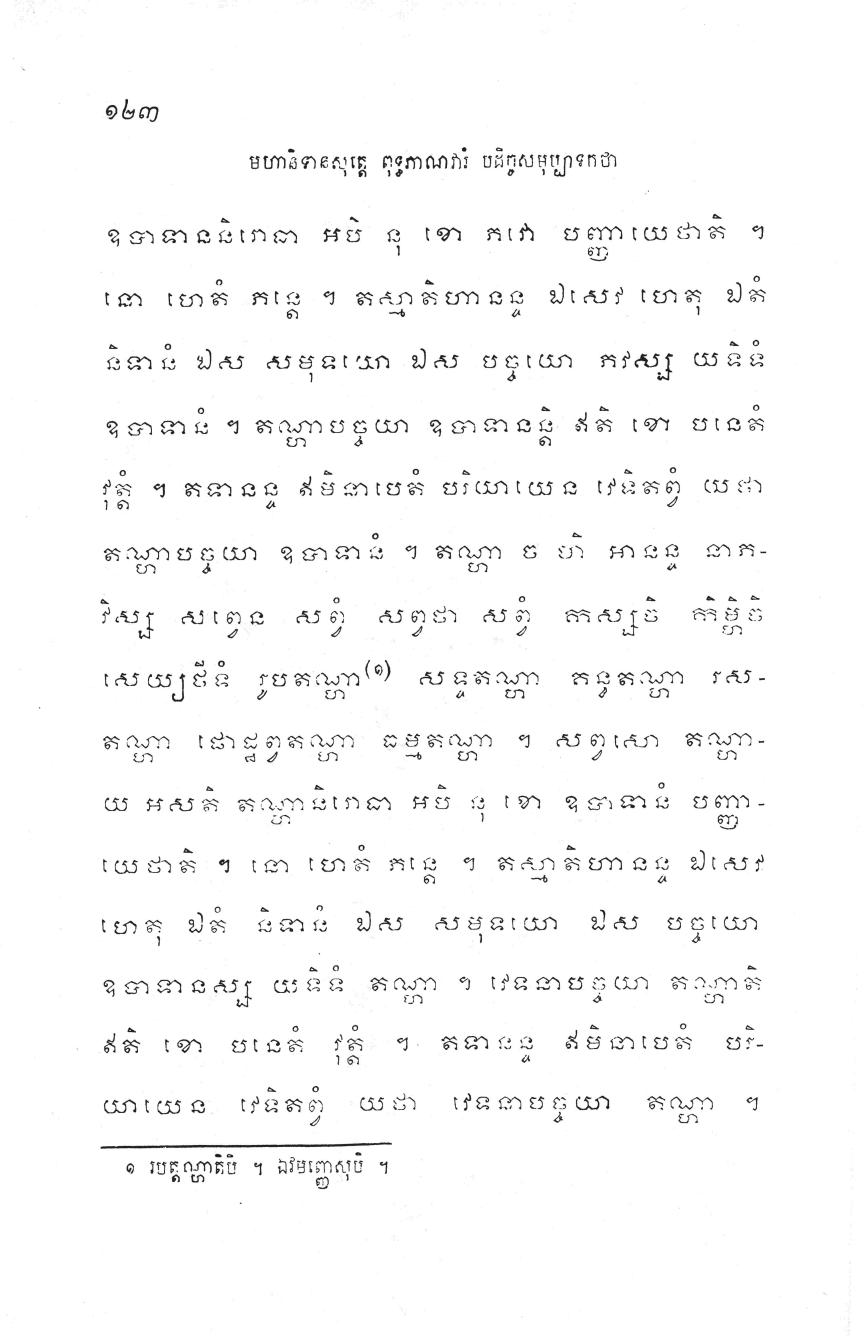 ១២៣
មហានិទានសុត្តេ ពុទ្ធភាណវារំ បដិច្ចសមុប្បាទកថា
ឧបាទាននិរោធា អបិ នុ ខោ ភវោ បញ្ញាយេថាតិ ។
នោ ហេតំ ភន្តេ ។ តស្មាតិហានន្ទ ឯសេវ ហេតុ ឯតំ
និទានំ ឯស សមុទយោ ឯស បច្ចយោ ភវស្ស យទិទំ
ឧបាទានំ ។ តណ្ហាបច្ចយា ឧបាទានន្តិ ឥតិ ខោ បនេតំ
វុត្តំ ។ តទានន្ទ ឥមិនាបេតំ បរិយាយេន វេទិតព្វំ យថា
តណ្ហាបច្ចយា ឧបាទានំ ។ តណ្ហា ច ហិ អានន្ទ នាភ-
វិស្ស សព្វេន សព្វំ សព្វថា សព្វំ កស្សចិ កិម្ហិចិ
សេយ្យថីទំ រូបតណ្ហា(១) សទ្ទតណ្ហា គន្ធតណ្ហា រស-
តណ្ហា ផោដ្ឋព្វតណ្ហា ធម្មតណ្ហា ។ សព្វសោ តណ្ហា-
យ អសតិ តណ្ហានិរោធា អបិ នុ ខោ ឧបាទានំ បញ្ញា-
យេថាតិ ។ នោ ហេតំ ភន្តេ ។ តស្មាតិហានន្ទ ឯសេវ
ហេតុ ឯតំ និទានំ ឯស សមុទយោ ឯស បច្ចយោ
ឧបាទានស្ស យទិទំ តណ្ហា ។ វេទនាបច្ចយា តណ្ហាតិ
ឥតិ ខោ បនេតំ វុត្តំ ។ តទានន្ទ ឥមិនាបេតំ បរិ-
យាយេន វេទិតព្វំ យថា វេទនាបច្ចយា តណ្ហា ។
១ រូបត្តណ្ហាតិបិ ។ ឯវមញ្ញេសុបិ ។